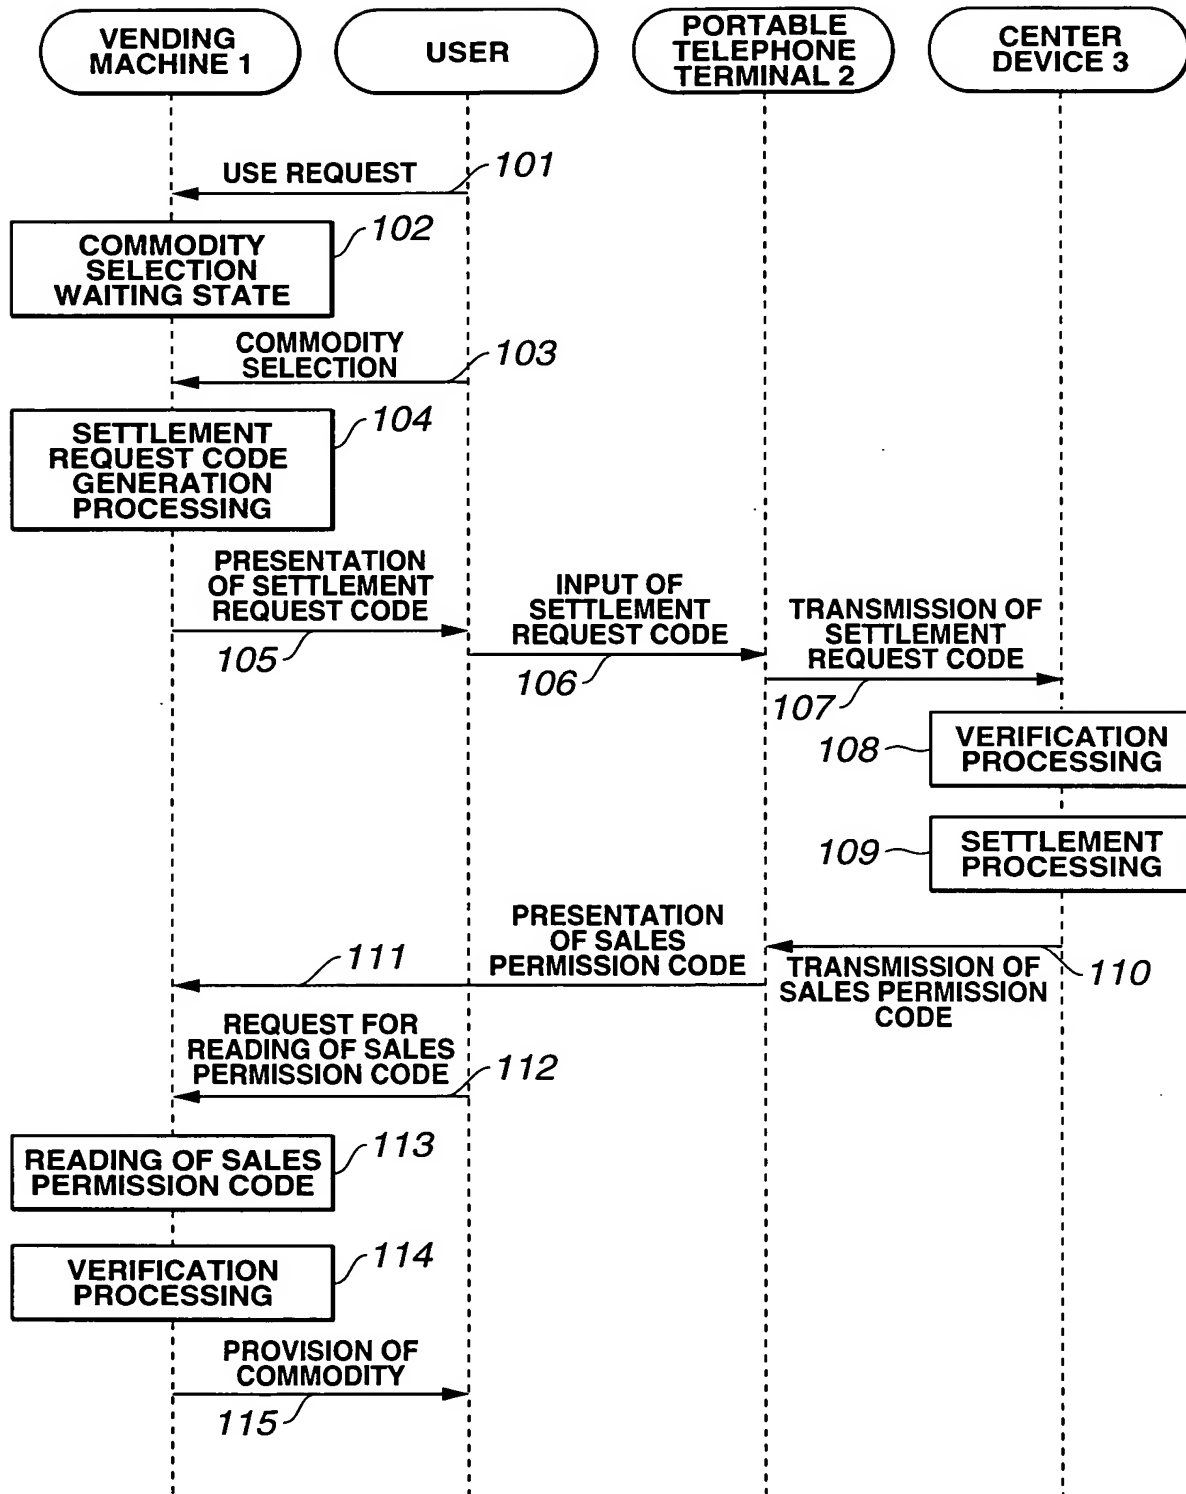 VENDING
MACHINE 1
USER
PORTABLE
TELEPHONE
TERMINAL 2
CENTER
DEVICE 3
USE REQUEST
101
102
COMMODITY
SELECTION
WAITING STATE
COMMODITY
SELECTION
103
104
SETTLEMENT
REQUEST CODE
GENERATION
PROCESSING
PRESENTATION
OF SETTLEMENT
REQUEST CODE
105
INPUT OF
SETTLEMENT
REQUEST CODE
106
TRANSMISSION OF
SETTLEMENT
REQUEST CODE
107
108
VERIFICATION
PROCESSING
109
SETTLEMENT
PROCESSING
PRESENTATION
OF SALES
PERMISSION CODE
111
110
TRANSMISSION OF
SALES PERMISSION
CODE
REQUEST FOR
READING OF SALES
PERMISSION CODE
112
113
READING OF SALES
PERMISSION CODE
114
VERIFICATION
PROCESSING
PROVISION OF
COMMODITY
115